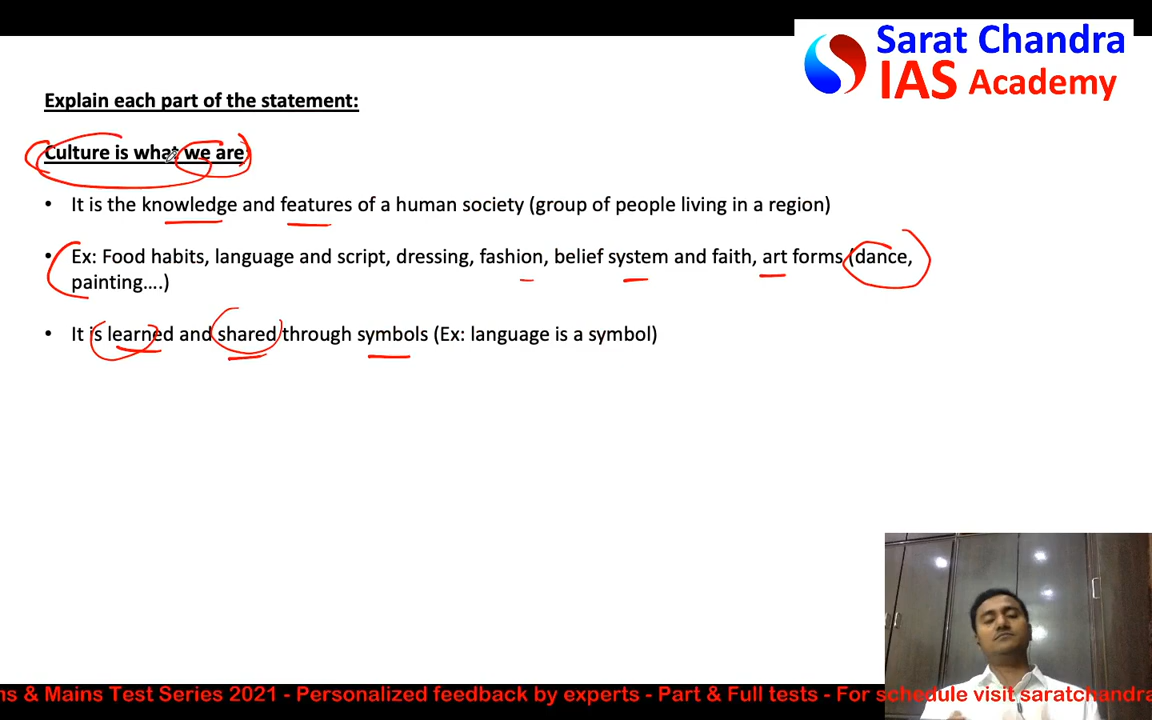 Sarat Chandra
IAS Academy
Explain each part of the statement:
Culture is what we are:
• It is the knowledge and features of a human society (group of people living in a region)
• Ex: Food habits, language and script, dressing, fashion, belief system and faith, art forms (dance,
painting....)
• It is learned and shared through symbols (Ex: language is a symbol)
ns & Mains Test Series 2021 - Personalized feedback by experts - Part & Full tests - For schedule visit saratchandra